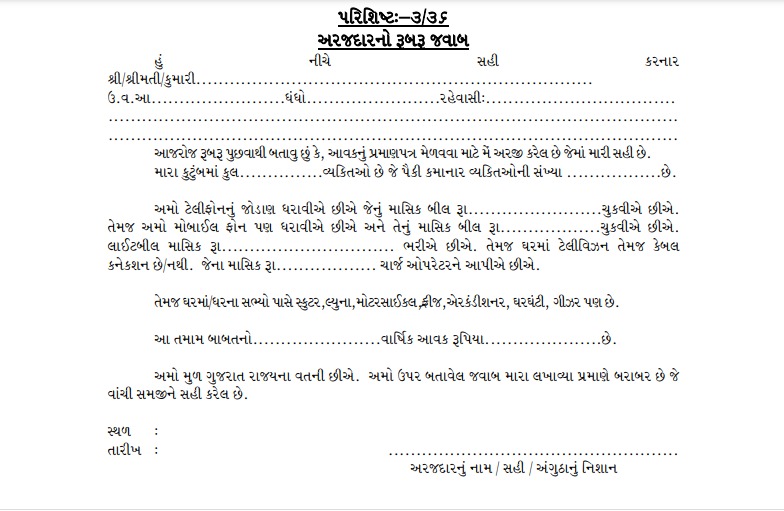 પરિશિષ્ટઃ–૩/૩૬
અરજદારનો રૂબરૂ જવાબ
હું નીચે સહી કરનાર
શ્રી/શ્રીમતી/કુમારી..........................................................
ઉ.વ.આ........................ધંધો........................રહેવાસીઃ..................................
.......................................................................................................
.......................................................................................................
આજરોજ રૂબરૂ પુછવાથી બતાવુ છું કે, આવકનું પ્રમાણપત્ર મેળવવા માટે મેં અરજી કરેલ છે જેમાં મારી સહી છે.
મારા કુટુંબમાં કુલ...............વ્યકિતઓ છે જે પૈકી કમાનાર વ્યકિતઓની સંખ્યા .................છે.
અમો ટેલીફોનનું જોડાણ ધરાવીએ છીએ જેનું માસિક બીલ રૂા........................ચુકવીએ છીએ.
તેમજ અમો મોબાઈલ ફોન પણ ધરાવીએ છીએ અને તેનું માસિક બીલ રૂા..................ચુકવીએ છીએ.
લાઈટબીલ માસિક રૂા............................... ભરીએ છીએ. તેમજ ઘરમાં ટેલીવિઝન તેમજ કેબલ
કનેકશન છે/નથી. જેના માસિક રૂા.................. ચાર્જ ઓપરેટરને આપીએ છીએ.
તેમજ ઘરમાં/ઘરના સભ્યો પાસે સ્કુટર,લ્યુના,મોટરસાઈકલ,ફ્રીજ,એરકંડીશનર, ઘરઘંટી, ગીઝર પણ છે.
આ તમામ બાબતનો.......................વાર્ષિક આવક રૂપિયા.....................છે.
અમો મુળ ગુજરાત રાજયના વતની છીએ. અમો ઉપર બતાવેલ જવાબ મારા લખાવ્યા પ્રમાણે બરાબર છે જે
વાંચી સમજીને સહી કરેલ છે.
સ્થળ :
તારીખ : ....................................................
અરજદારનું નામ / સહી / અંગુઠાનું નિશાન